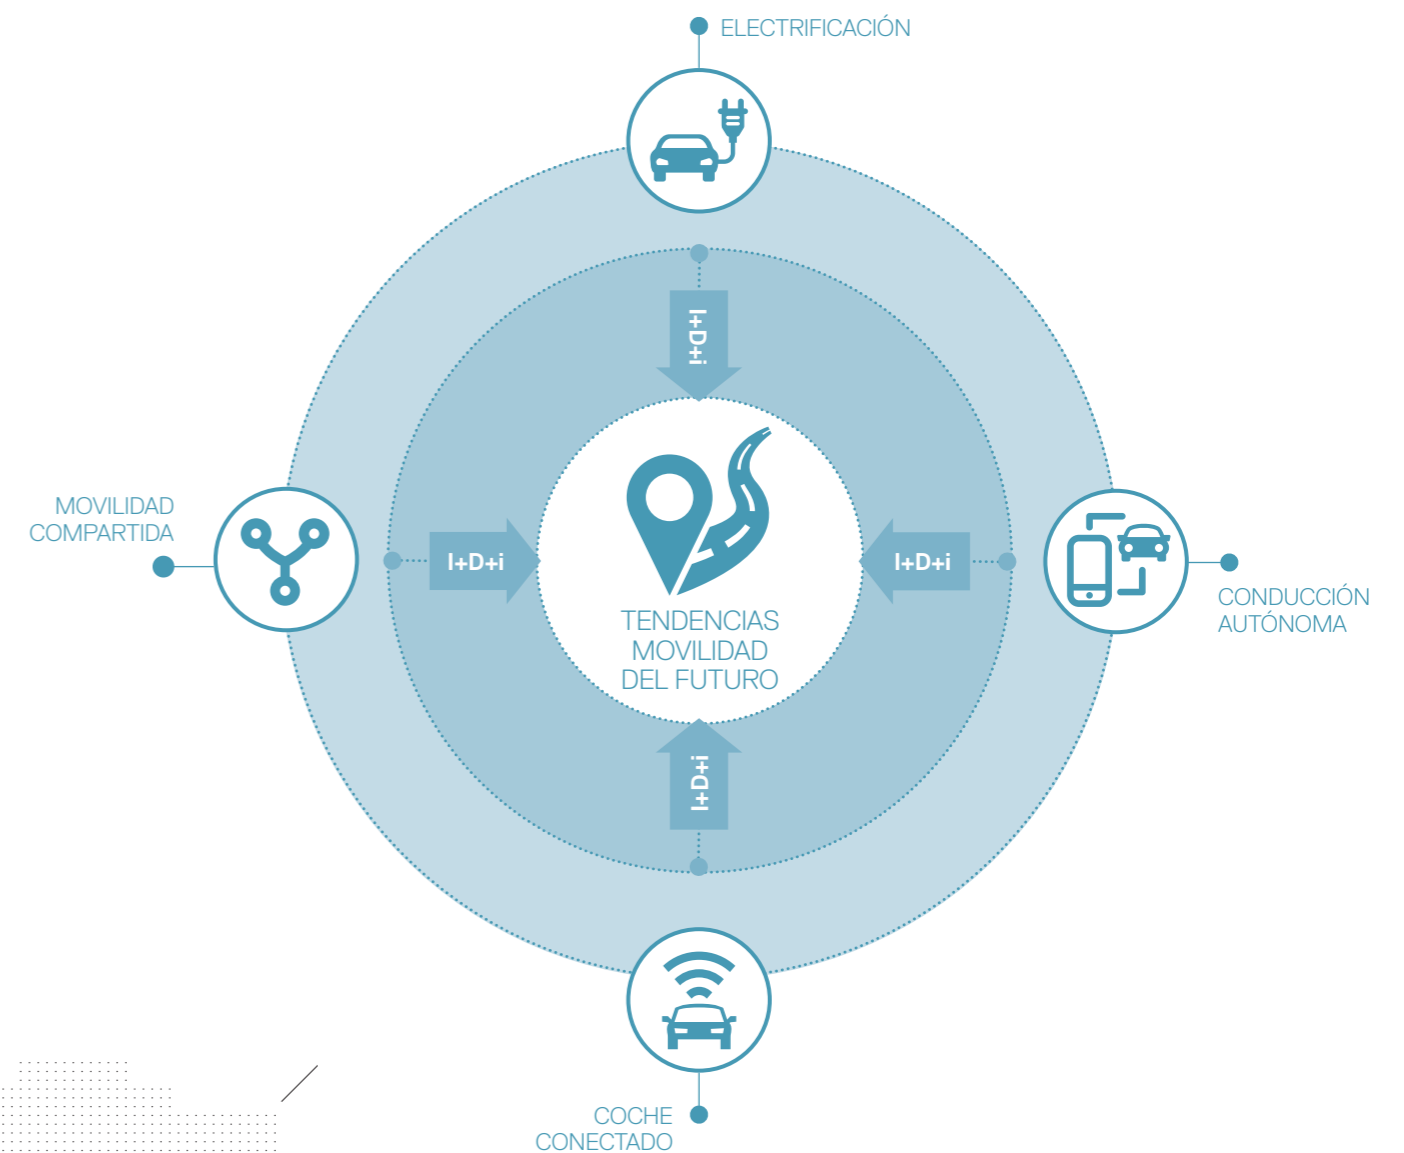 ELECTRIFICACIÓN
I+D+i
MOVILIDAD
COMPARTIDA
I+D+i
I+D+i
CONDUCCIÓN
AUTÓNOMA
TENDENCIAS
MOVILIDAD
DEL FUTURO
I+D+i
COCHE
CONECTADO